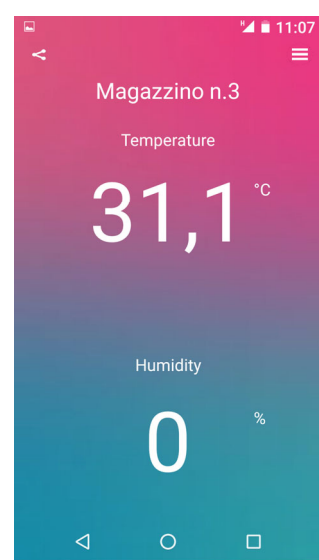 H 11:07
Magazzino n.3
Temperature
31,1 °C
Humidity
0 %